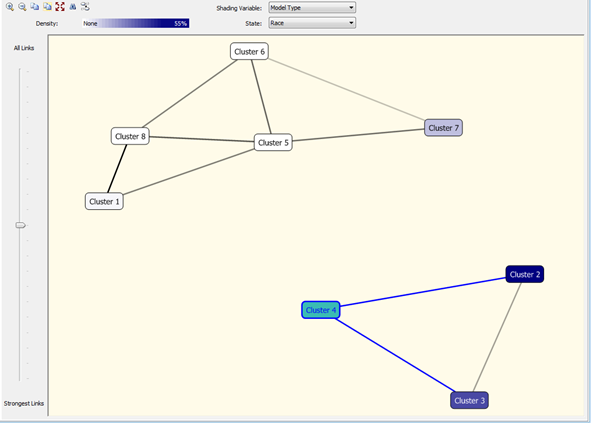 Shading Variable: Model Type
Density: None 55% State: Race
All Links
Cluster 6
Cluster 7
Cluster 8
Cluster 5
Cluster 1
Cluster 2
Cluster 4
Cluster 3
Strongest Links